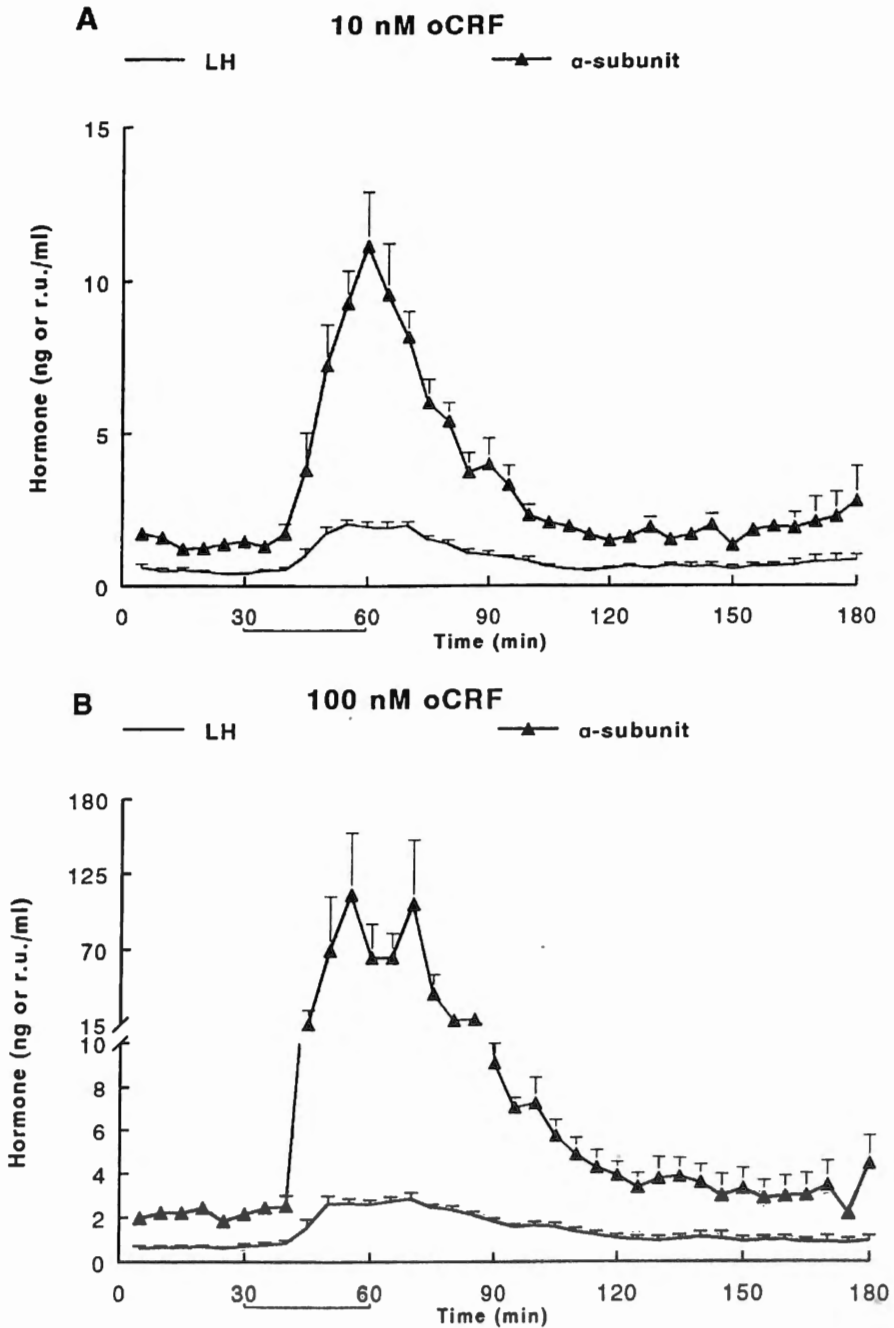 A
10 nM oCRF
LH α-subunit
15
10
5
0
Hormone (ng or r.u./ml)
0 30 60 90 120 150 180
Time (min)
B
100 nM oCRF
LH α-subunit
180
125
70
15
10
8
6
4
2
0
Hormone (ng or r.u./ml)
0 30 60 90 120 150 180
Time (min)